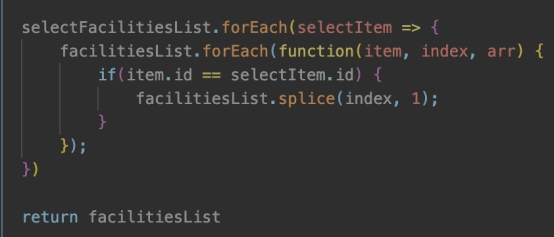 selectFacilitiesList.forEach(selectItem => {
    facilitiesList.forEach(function(item, index, arr) {
        if(item.id == selectItem.id) {
            facilitiesList.splice(index, 1);
        }
    });
})

return facilitiesList